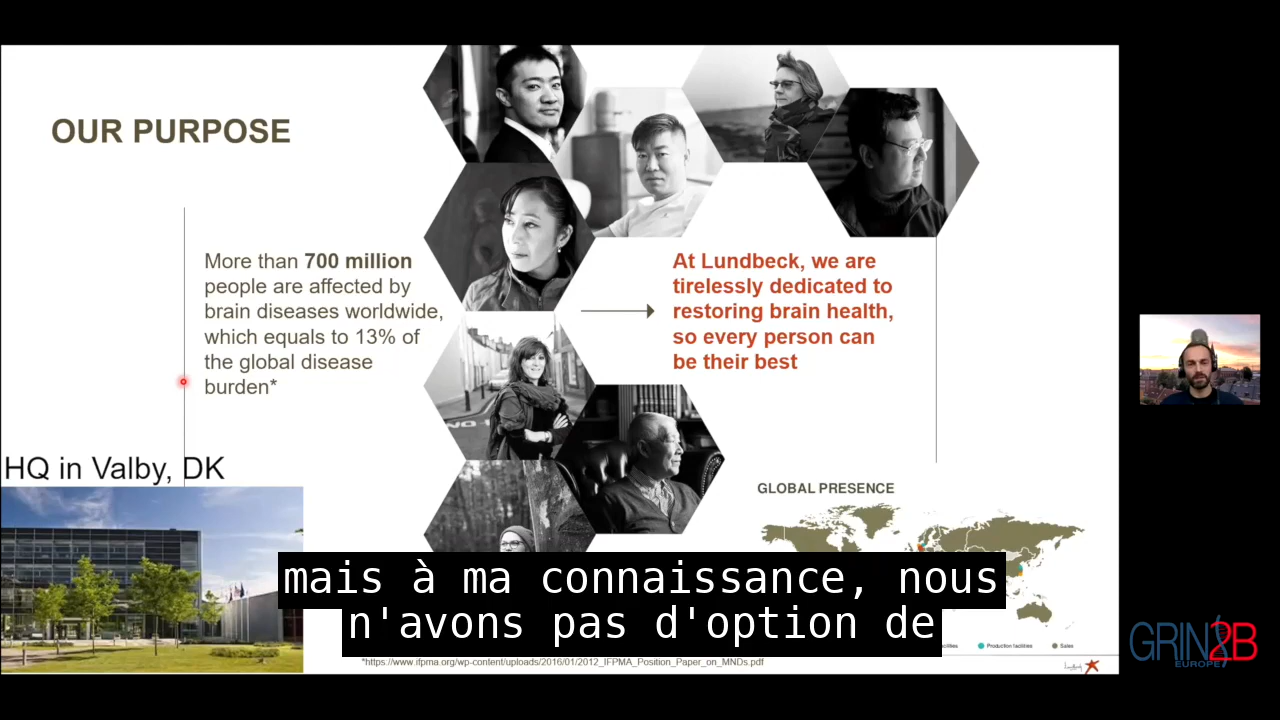 OUR PURPOSE
More than 700 million
people are affected by
brain diseases worldwide,
which equals to 13% of
the global disease
burden*
At Lundbeck, we are
tirelessly dedicated to
restoring brain health,
so every person can
be their best
HQ in Valby, DK
GLOBAL PRESENCE
mais à ma connaissance, nous
n'avons pas d'option de
Production facilities
Sales
*https://www.ifpma.org/wp-content/uploads/2016/01/2012_IFPMA_Position_Paper_on_MNDs.pdf
Lundbeck
GRIN2B
EUROPE